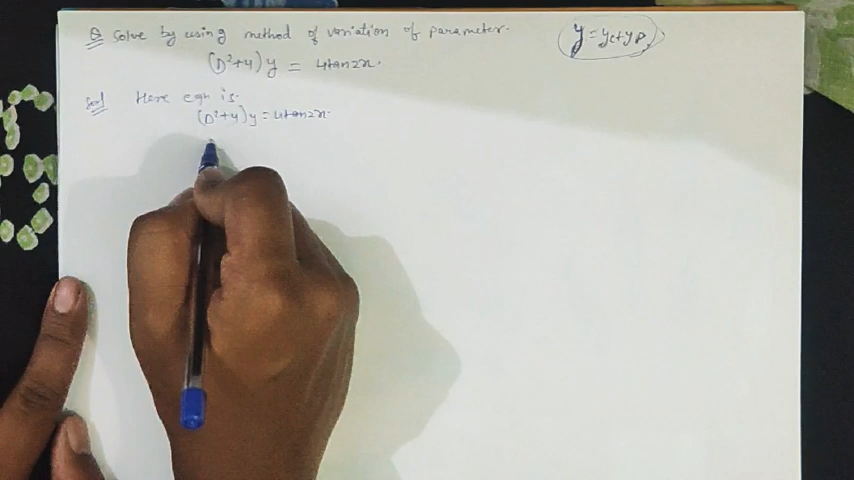 Q Solve by using method of variation of parameter.
(D²+4)y = 4tan2x.
y = yc+yp
Sol Here eqn is.
(D²+4)y = 4tan2x.